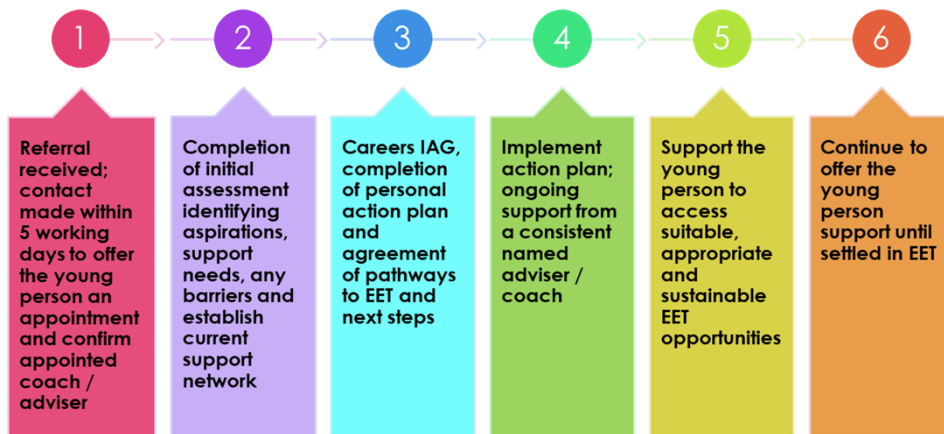 1
2
3
4
5
6
Referral
received;
contact
made within
5 working
days to offer
the young
person an
appointment
and confirm
appointed
coach /
adviser
Completion
of initial
assessment
identifying
aspirations,
support
needs, any
barriers and
establish
current
support
network
Careers IAG,
completion
of personal
action plan
and
agreement
of pathways
to EET and
next steps
Implement
action plan;
ongoing
support from
a consistent
named
adviser /
coach
Support the
young
person to
access
suitable,
appropriate
and
sustainable
EET
opportunities
Continue to
offer the
young
person
support until
settled in EET